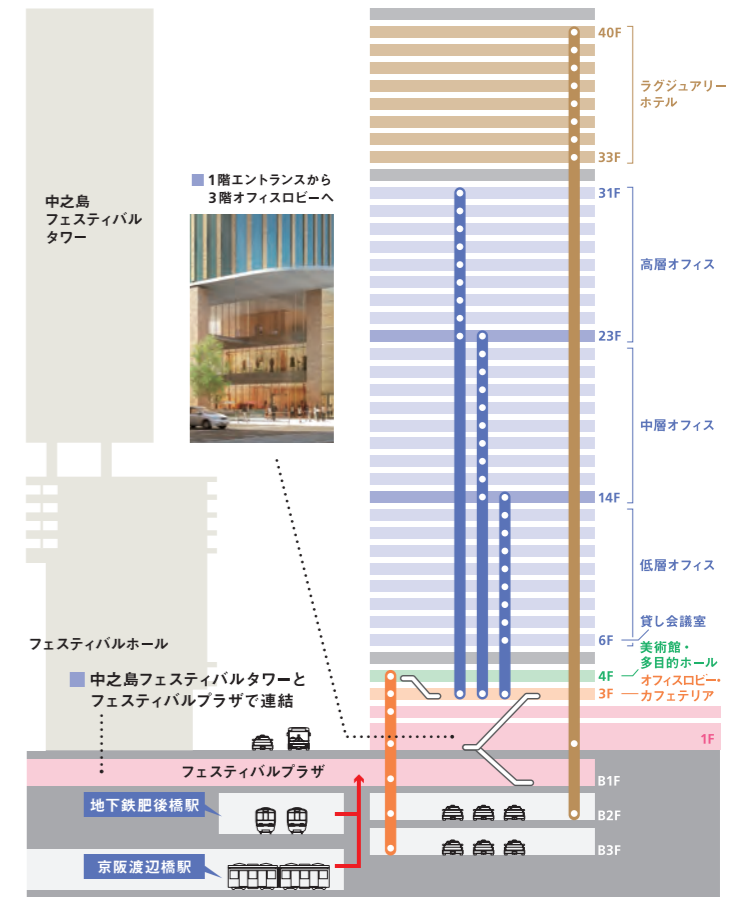 中之島
フェスティバル
タワー
1階エントランスから
3階オフィスロビーへ
40F
ラグジュアリー
ホテル
33F
31F
高層オフィス
23F
中層オフィス
14F
低層オフィス
貸し会議室
6F
美術館・
多目的ホール
4F
オフィスロビー・
カフェテリア
3F
フェスティバルホール
中之島フェスティバルタワーと
フェスティバルプラザで連結
1F
フェスティバルプラザ
B1F
地下鉄肥後橋駅
B2F
京阪渡辺橋駅
B3F